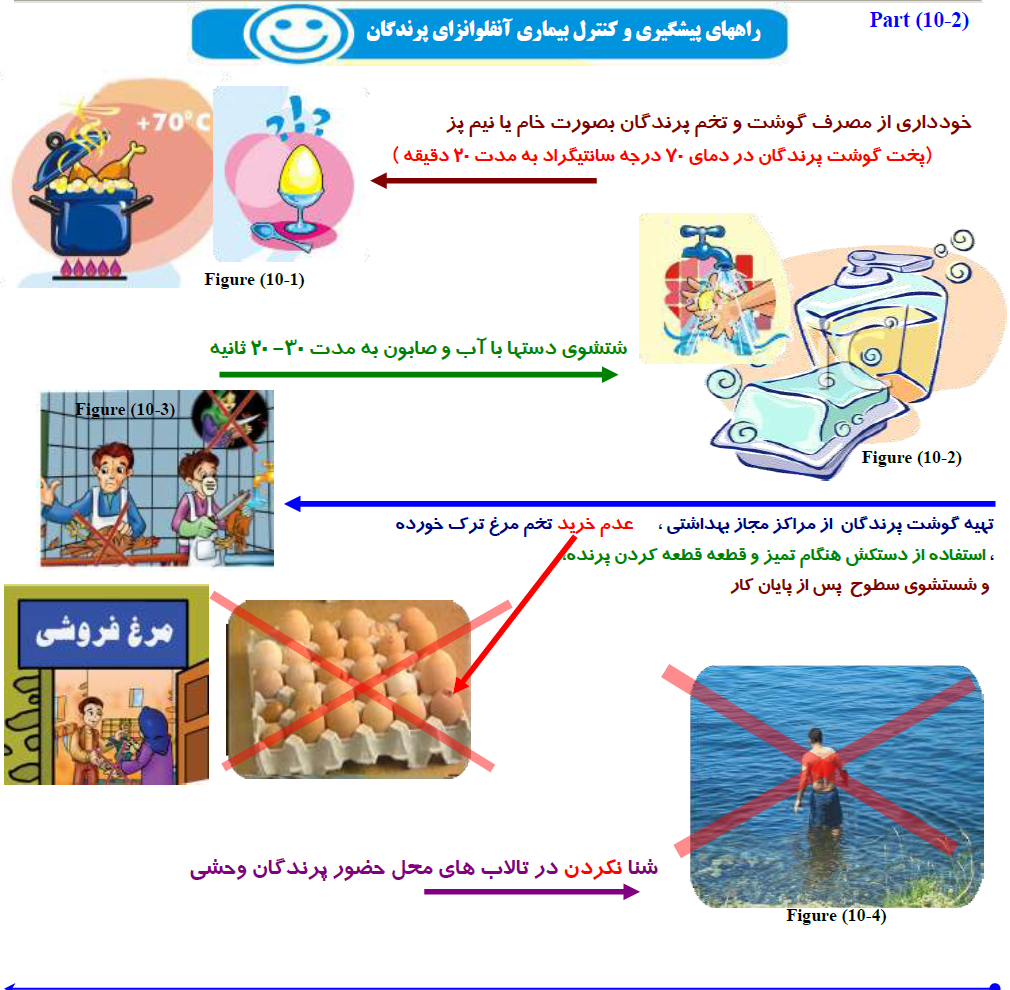 Part (10-2)
راههای پیشگیری و کنترل بیماری آنفلوانزای پرندگان
خودداری از مصرف گوشت و تخم پرندگان بصورت خام یا نیم پز
(پخت گوشت پرندگان در دمای ۷۰ درجه سانتیگراد به مدت ۲۰ دقیقه )
+70°C
?!?
Figure (10-1)
شتشوی دستها با آب و صابون به مدت ۳۰- ۲۰ ثانیه
Figure (10-2)
Figure (10-3)
تهیه گوشت پرندگان از مراکز مجاز بهداشتی ، عدم خرید تخم مرغ ترک خورده
، استفاده از دستکش هنگام تمیز و قطعه قطعه کردن پرنده.
و شستشوی سطوح پس از پایان کار
مرغ فروشی
شنا نکردن در تالاب های محل حضور پرندگان وحشی
Figure (10-4)